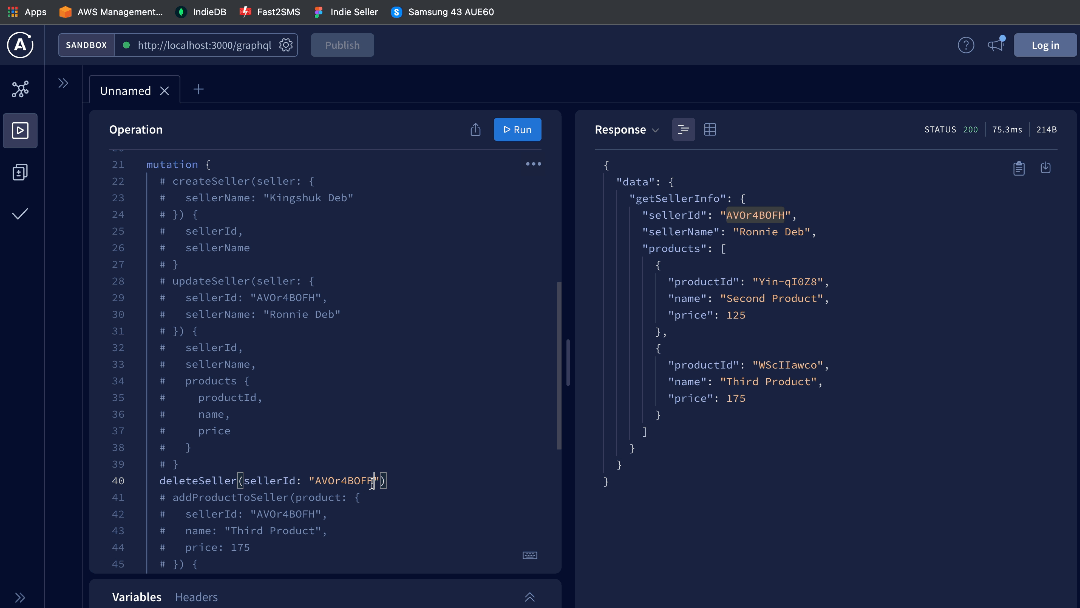 Apps AWS Management... IndieDB Fast2SMS Indie Seller Samsung 43 AUE60
SANDBOX http://localhost:3000/graphql Publish Log in
Unnamed
Operation
Run
21 mutation {
22 # createSeller(seller: {
23 # sellerName: "Kingshuk Deb"
24 # }) {
25 # sellerId,
26 # sellerName
27 # }
28 # updateSeller(seller: {
29 # sellerId: "AVOr4BOFH",
30 # sellerName: "Ronnie Deb"
31 # }) {
32 # sellerId,
33 # sellerName,
34 # products {
35 # productId,
36 # name,
37 # price
38 # }
39 # }
40 deleteSeller(sellerId: "AVOr4BOFH")
41 # addProductToSeller(product: {
42 # sellerId: "AVOr4BOFH",
43 # name: "Third Product",
44 # price: 175
45 # }) {
Variables Headers
Response STATUS 200 75.3ms 214B
{
"data": {
"getSellerInfo": {
"sellerId": "AVOr4BOFH",
"sellerName": "Ronnie Deb",
"products": [
{
"productId": "Yin-qI0Z8",
"name": "Second Product",
"price": 125
},
{
"productId": "WScIIawco",
"name": "Third Product",
"price": 175
}
]
}
}
}